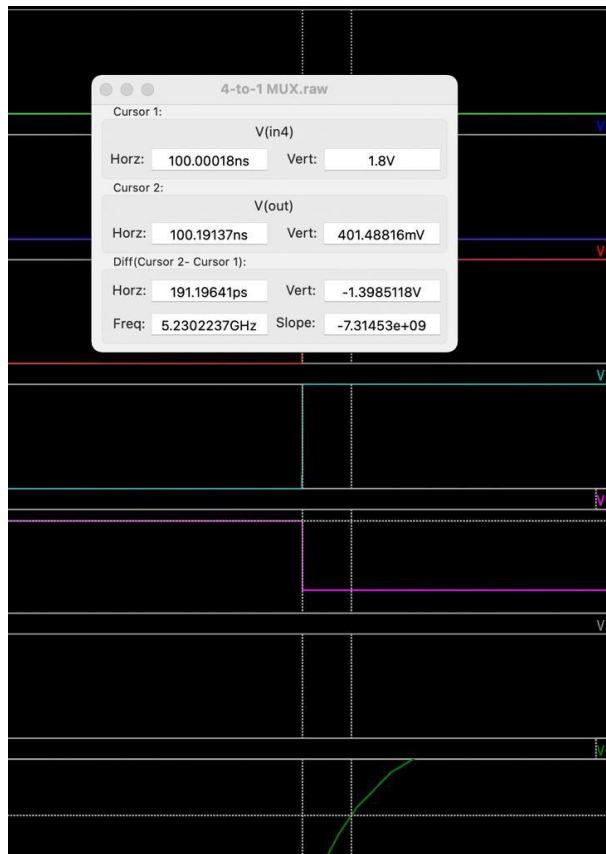 4-to-1 MUX.raw
Cursor 1:
V(in4)
Horz: 100.00018ns Vert: 1.8V
Cursor 2:
V(out)
Horz: 100.19137ns Vert: 401.48816mV
Diff(Cursor 2- Cursor 1):
Horz: 191.19641ps Vert: -1.3985118V
Freq: 5.2302237GHz Slope: -7.31453e+09
V
V
V
V
V
V